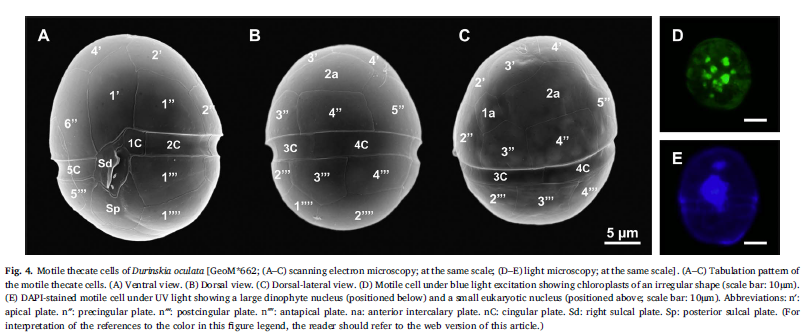 A
4’
2’
1’
1’’
2’’
6’’
1C
2C
Sd
5C
5’’’
1’’’
Sp
1’’’’
B
3’
4’
2a
3’’
4’’
5’’
3C
4C
2’’’
3’’’
4’’’
1’’’’
2’’’’
C
4’
3’
2’
2a
1a
5’’
2’’
4’’
3’’
4C
3C
4’’’
2’’’
3’’’
5 µm
D
E
Fig. 4. Motile thecate cells of Durinskia oculata [GeoM*662; (A–C) scanning electron microscopy; at the same scale; (D–E) light microscopy; at the same scale]. (A–C) Tabulation pattern of
the motile thecate cells. (A) Ventral view. (B) Dorsal view. (C) Dorsal-lateral view. (D) Motile cell under blue light excitation showing chloroplasts of an irregular shape (scale bar: 10µm).
(E) DAPI-stained motile cell under UV light showing a large dinophyte nucleus (positioned below) and a small eukaryotic nucleus (positioned above; scale bar: 10µm). Abbreviations: n′:
apical plate. n″: precingular plate. n‴: postcingular plate. n⁗: antapical plate. na: anterior intercalary plate. nC: cingular plate. Sd: right sulcal plate. Sp: posterior sulcal plate. (For
interpretation of the references to the color in this figure legend, the reader should refer to the web version of this article.)